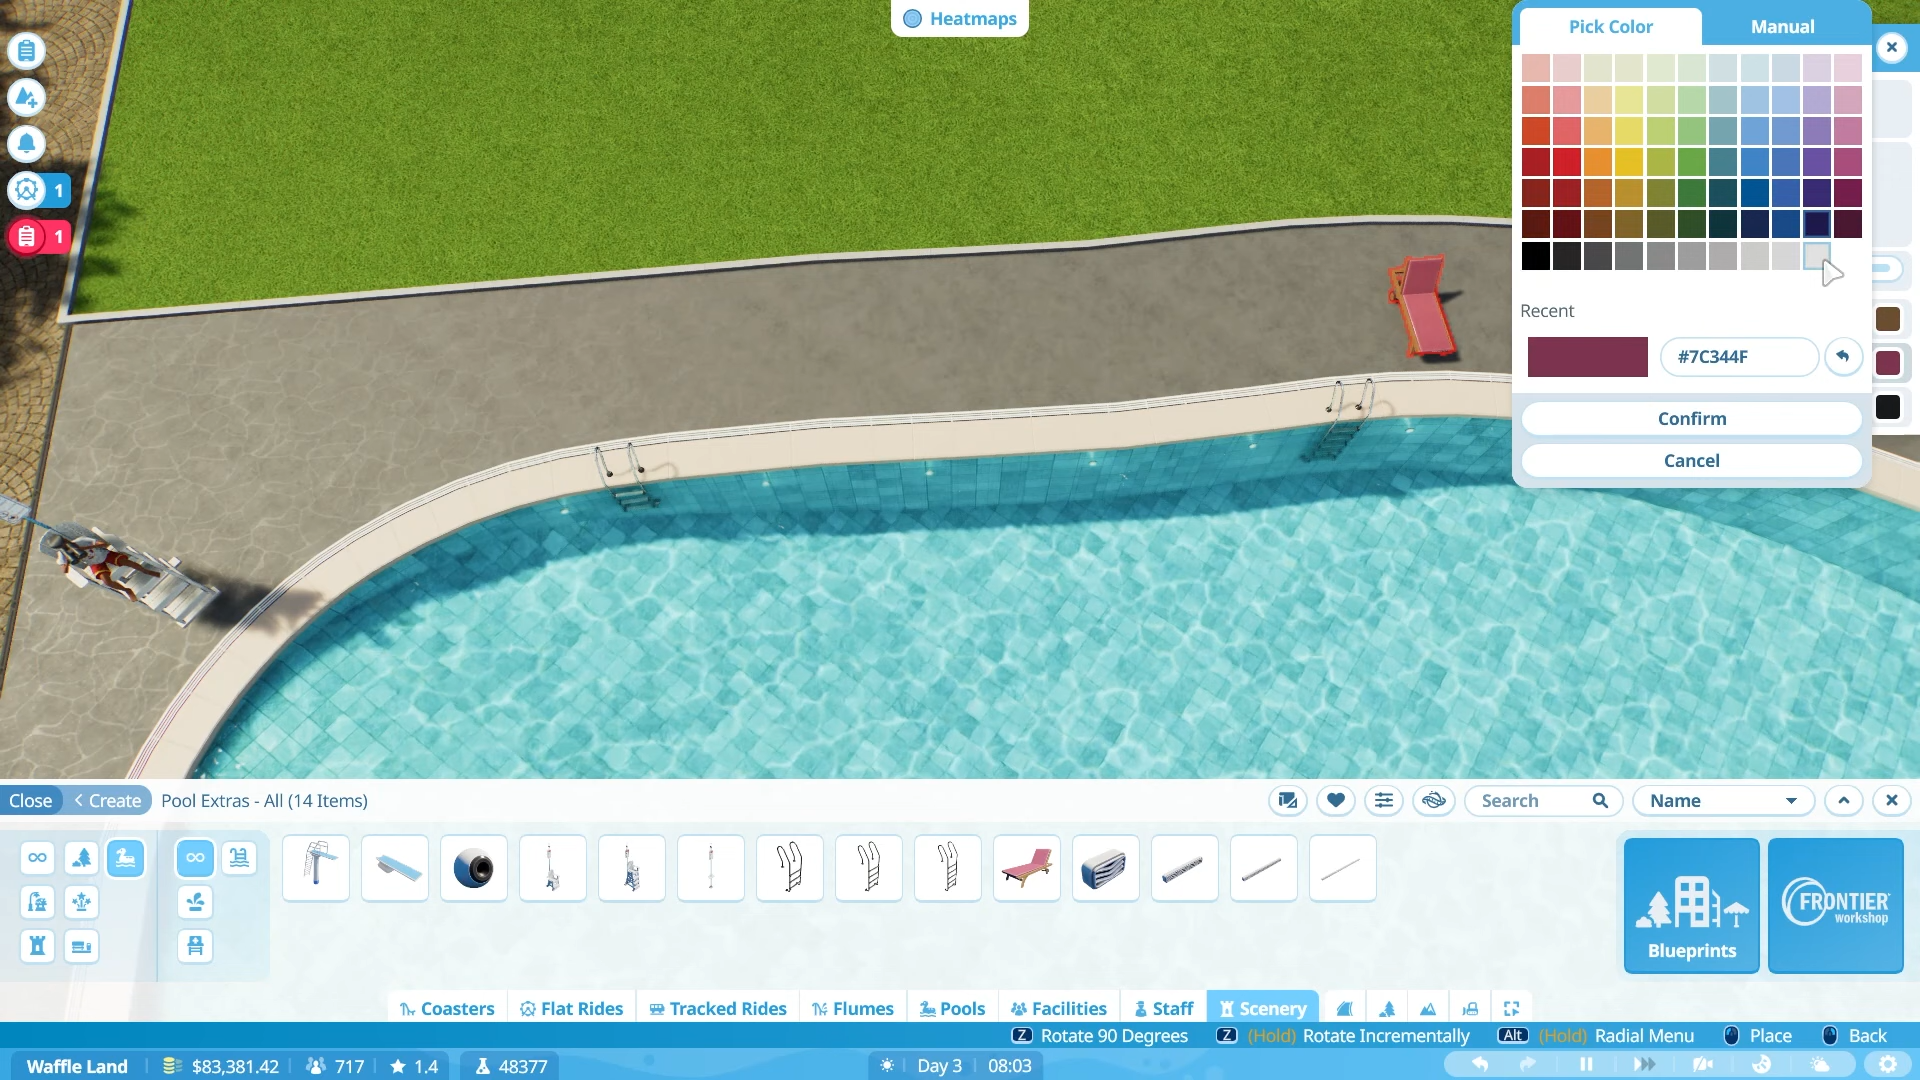 Heatmaps
Pick Color
Manual
1
1
Recent
#7C344F
Confirm
Cancel
Close
Create
Pool Extras - All (14 Items)
Search
Name
Blueprints
FRONTIER
workshop
Coasters
Flat Rides
Tracked Rides
Flumes
Pools
Facilities
Staff
Scenery
Z Rotate 90 Degrees
Z (Hold) Rotate Incrementally
Alt (Hold) Radial Menu
Place
Back
Waffle Land
$83,381.42
717
1.4
48377
Day 3
08:03